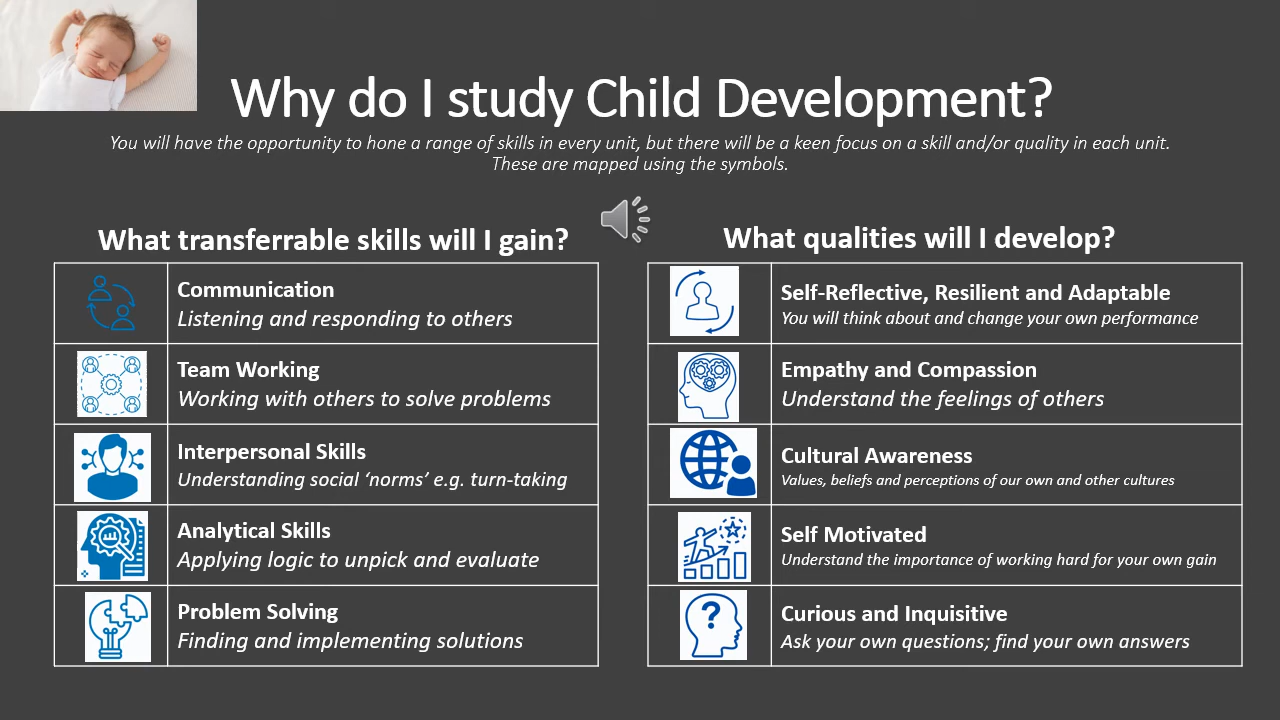 Why do I study Child Development?
You will have the opportunity to hone a range of skills in every unit, but there will be a keen focus on a skill and/or quality in each unit.
These are mapped using the symbols.
What transferrable skills will I gain?
Communication
Listening and responding to others
Team Working
Working with others to solve problems
Interpersonal Skills
Understanding social ‘norms’ e.g. turn-taking
Analytical Skills
Applying logic to unpick and evaluate
Problem Solving
Finding and implementing solutions
What qualities will I develop?
Self-Reflective, Resilient and Adaptable
You will think about and change your own performance
Empathy and Compassion
Understand the feelings of others
Cultural Awareness
Values, beliefs and perceptions of our own and other cultures
Self Motivated
Understand the importance of working hard for your own gain
Curious and Inquisitive
?
Ask your own questions; find your own answers